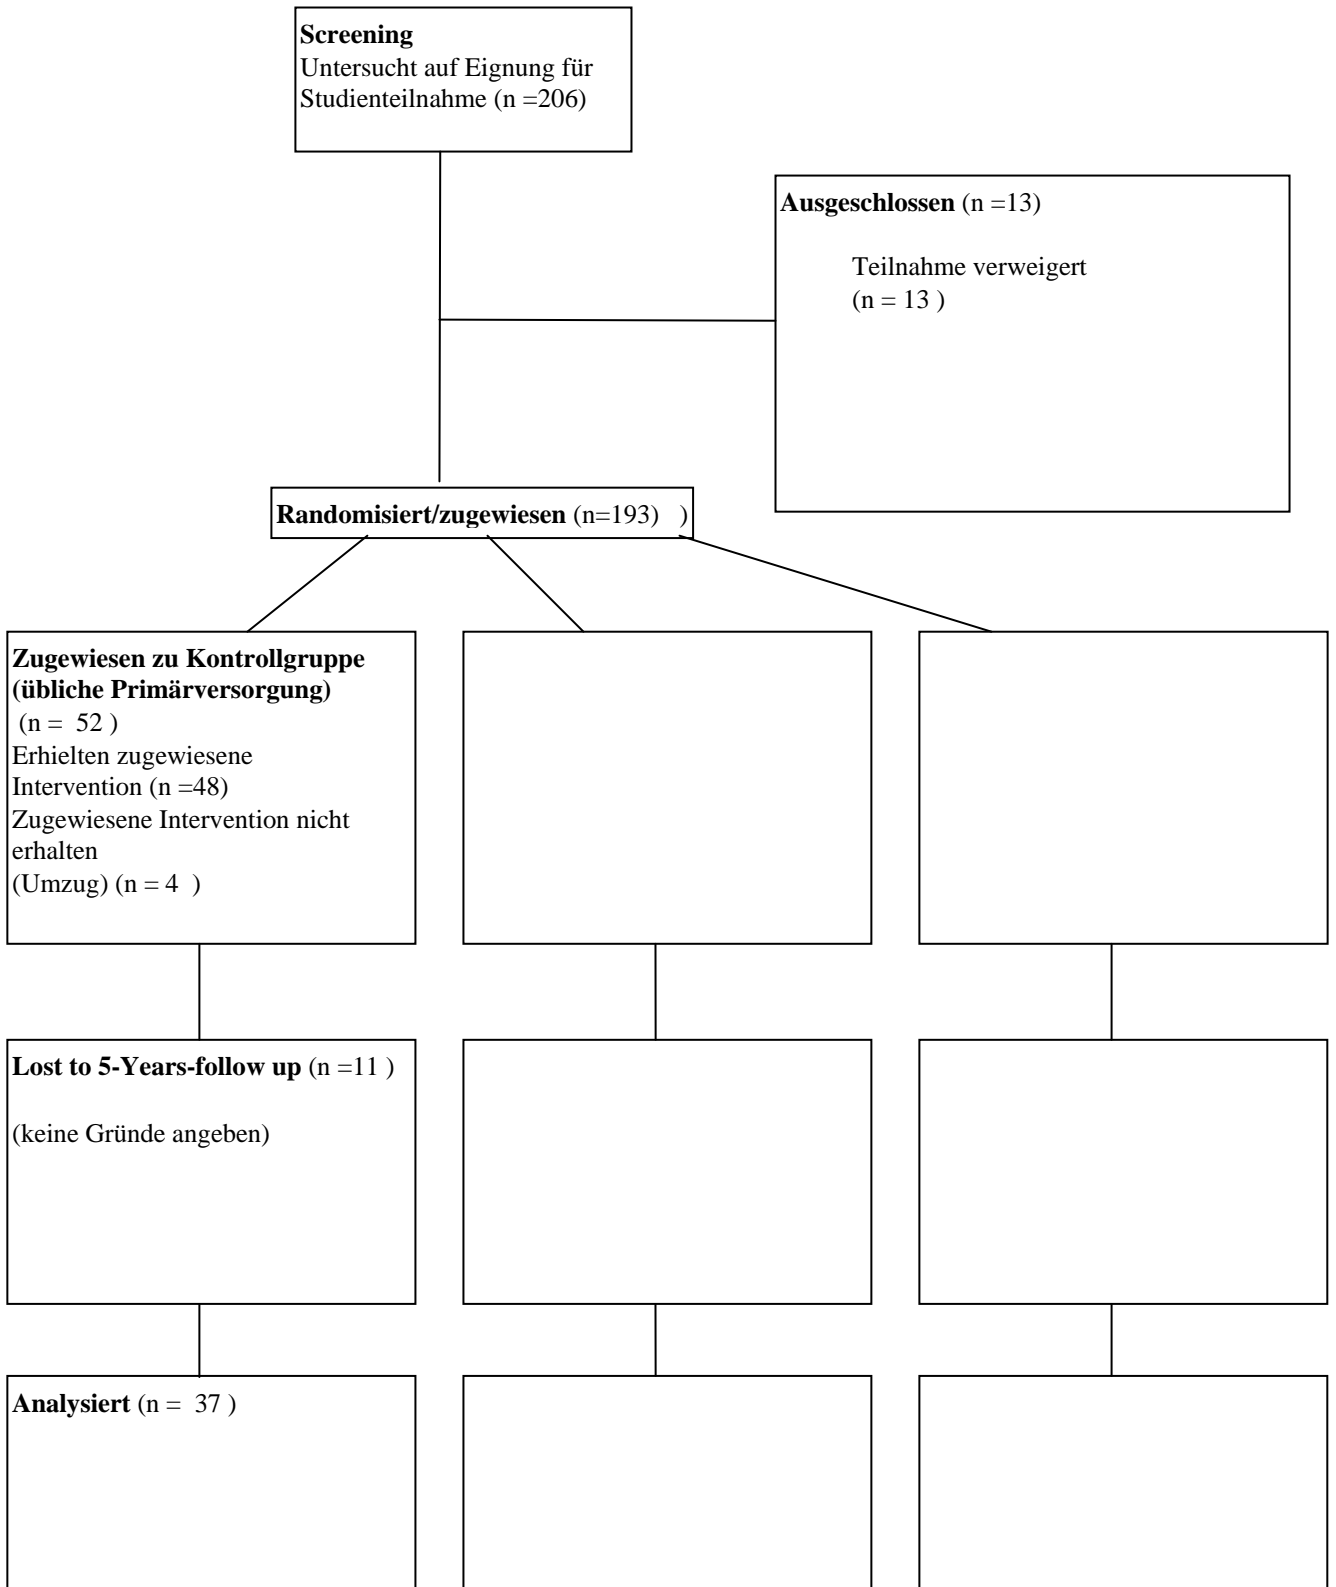 Screening
Untersucht auf Eignung für
Studienteilnahme (n =206)
Ausgeschlossen (n =13)
Teilnahme verweigert
(n = 13 )
Randomisiert/zugewiesen (n=193) )
Zugewiesen zu Kontrollgruppe
(übliche Primärversorgung)
(n = 52 )
Erhielten zugewiesene
Intervention (n =48)
Zugewiesene Intervention nicht
erhalten
(Umzug) (n = 4 )
Lost to 5-Years-follow up (n =11 )
(keine Gründe angeben)
Analysiert (n = 37 )